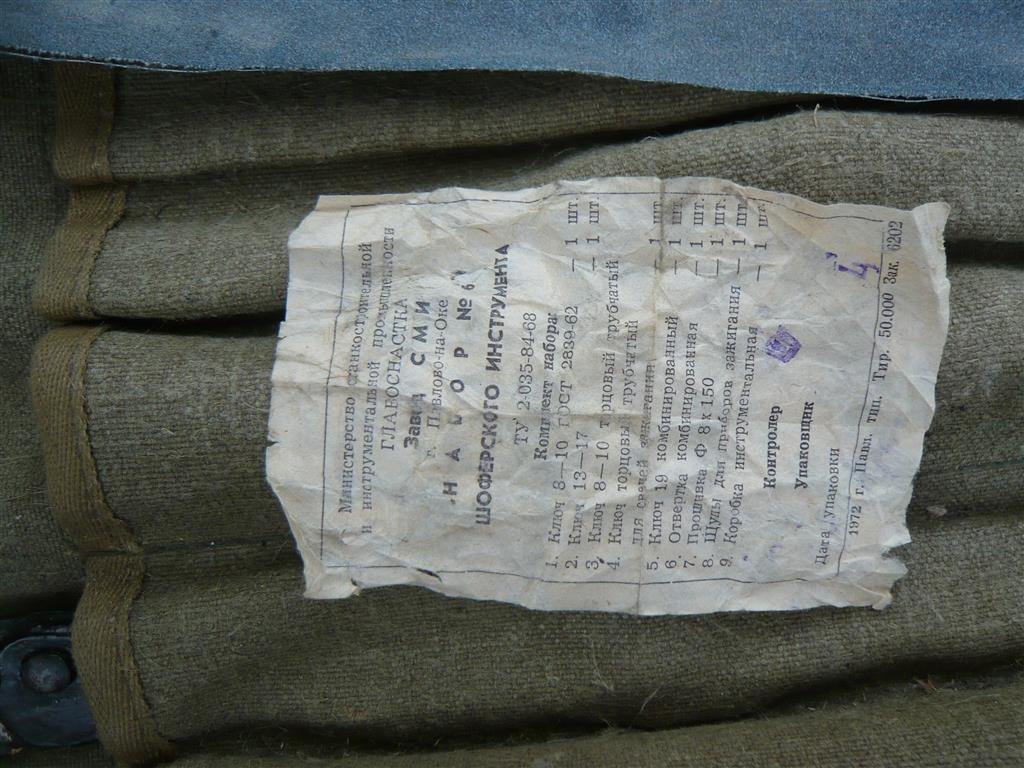 Министерство станкостроительной
и инструментальной промышленности
ГЛАВОСНАСТКА
Завод СМИ
г. Павлово-на-Оке
НАБОР № 6
ШОФЕРСКОГО ИНСТРУМЕНТА
ТУ 2-035-84-68
Комплект набора:
1. Ключ 8—10 ГОСТ 2839-62 — 1 шт.
2. Ключ 13—17 — 1 шт.
3. Ключ 8—10 торцовый трубчатый
4. Ключ торцовый трубчатый
для свечей зажигания — 1 шт.
5. Ключ 19 комбинированный — 1 шт.
6. Отвертка комбинированная — 1 шт.
7. Прошивка Ф 8 х 150 — 1 шт.
8. Щупы для приборов зажигания — 1 шт.
9. Коробка инструментальная — 1 шт.
Контролер
Упаковщик
Дата упаковки
1972 г. Павл. тип. Тир. 50.000 Зак. 6202